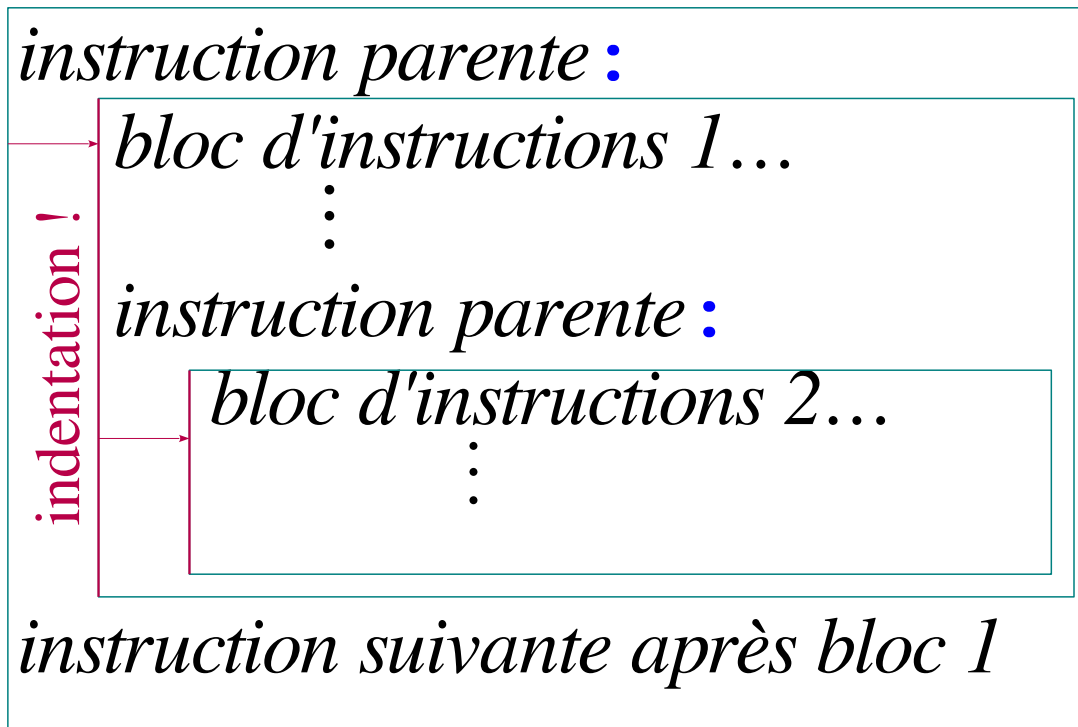 instruction parente :
bloc d'instructions 1…
⋮
instruction parente :
bloc d'instructions 2…
⋮
indentation !
instruction suivante après bloc 1